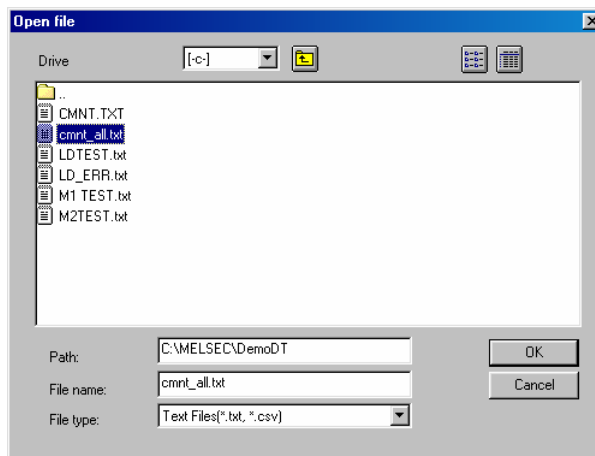 Open file
Drive [-c-]
..
CMNT.TXT
cmnt_all.txt
LDTEST.txt
LD_ERR.txt
M1 TEST.txt
M2TEST.txt
Path: C:\MELSEC\DemoDT OK
File name: cmnt_all.txt Cancel
File type: Text Files(*.txt, *.csv)